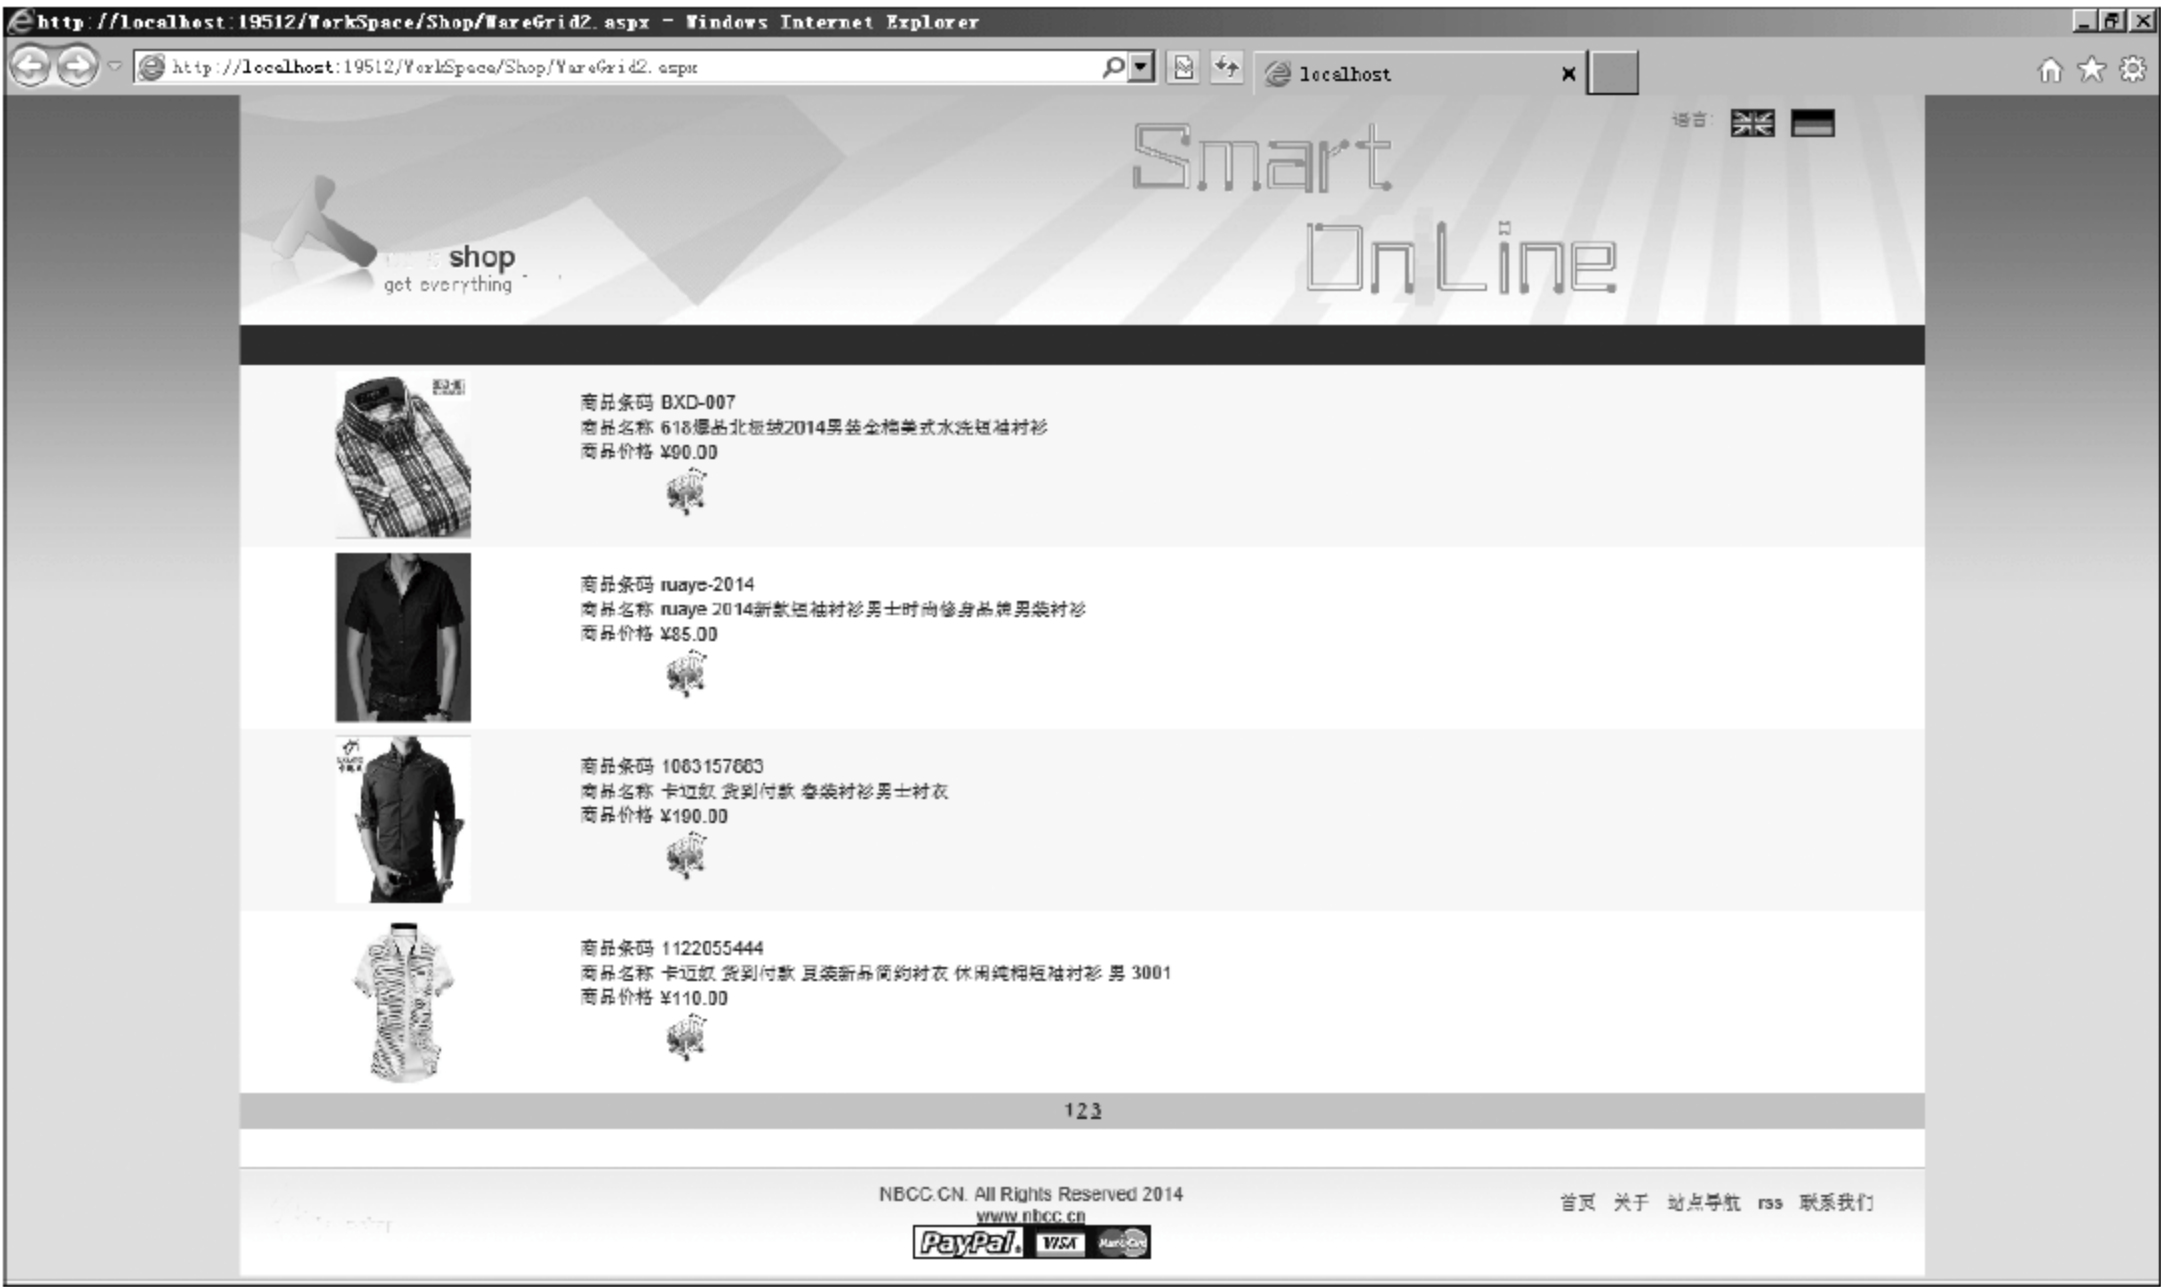 http://localhost:19512/WorkSpace/Shop/WareGrid2.aspx - Windows Internet Explorer
http://localhost:19512/WorkSpace/Shop/WareGrid2.aspx
localhost
语言:
Smart
OnLine
shop
get everything
商品条码 BXD-007
商品名称 618爆品北极绒2014男装全棉美式水洗短袖衬衫
商品价格 ¥90.00
商品条码 ruaye-2014
商品名称 ruaye 2014新款短袖衬衫男士时尚修身品牌男装衬衫
商品价格 ¥85.00
商品条码 1083157883
商品名称 卡迈奴 货到付款 春装衬衫男士衬衣
商品价格 ¥190.00
商品条码 1122055444
商品名称 卡迈奴 货到付款 夏装新品简约衬衣 休闲纯棉短袖衬衫 男 3001
商品价格 ¥110.00
123
NBCC.CN. All Rights Reserved 2014
www.nbcc.cn
PayPal. VISA MasterCard
首页 关于 站点导航 rss 联系我们